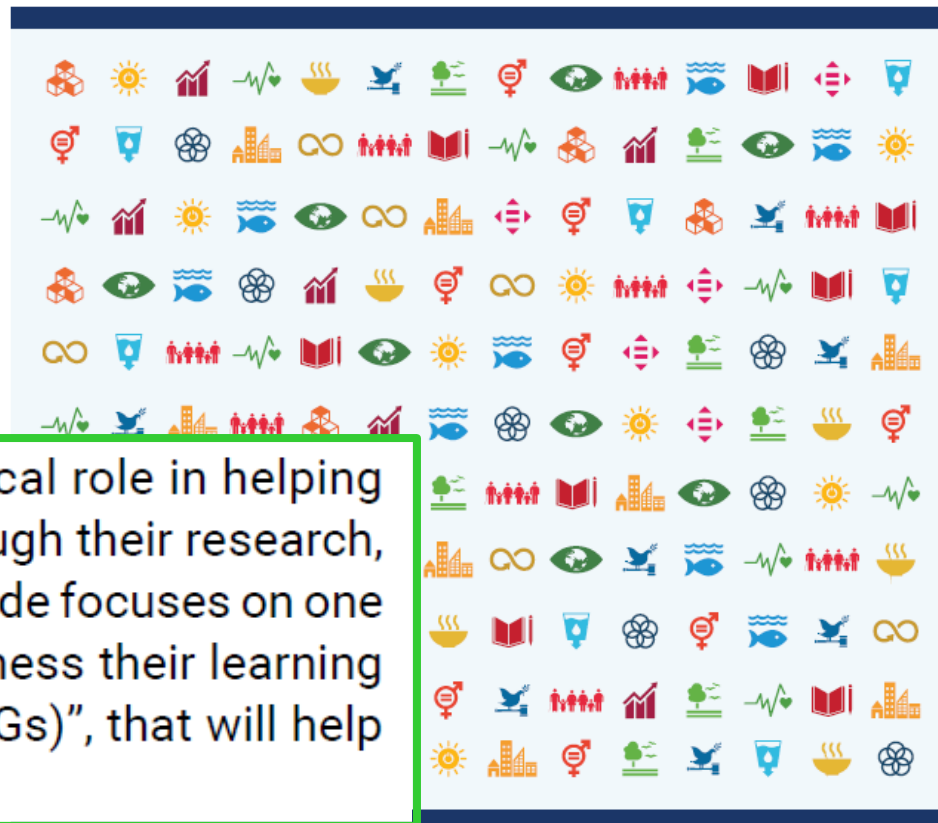 cal role in helping
ugh their research,
de focuses on one
ness their learning
Gs)”, that will help